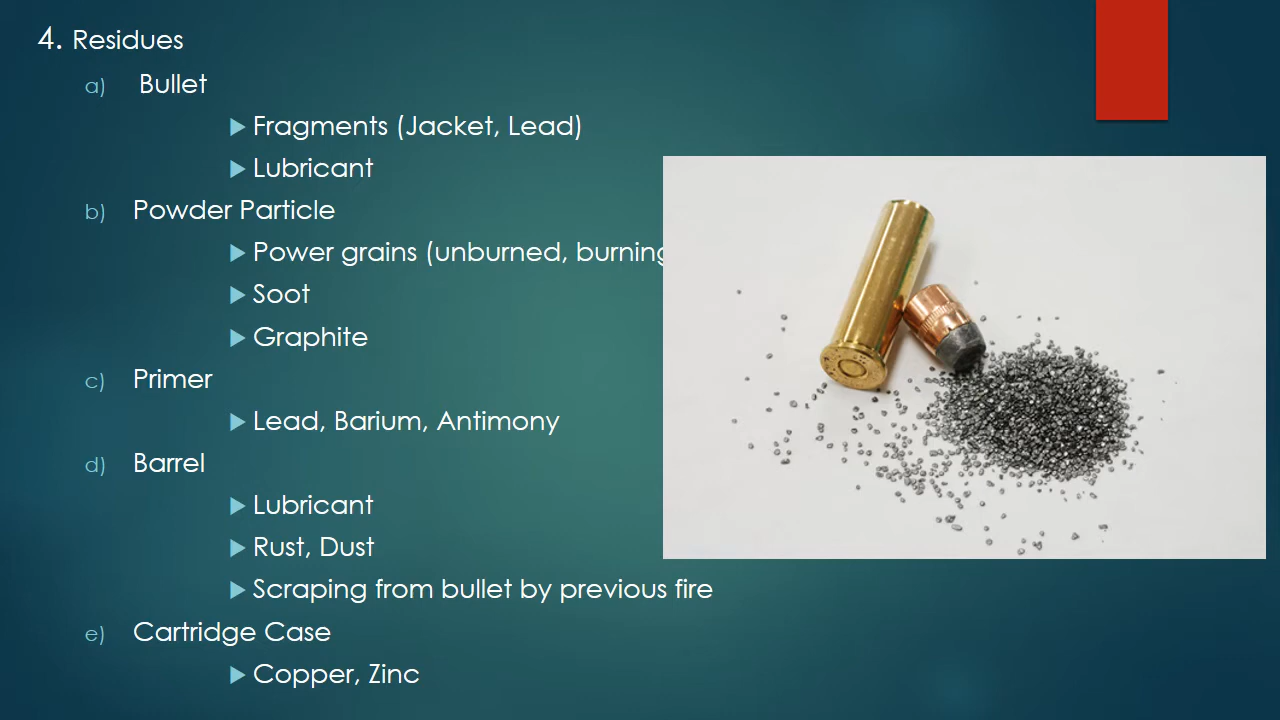 4. Residues
a) Bullet
Fragments (Jacket, Lead)
Lubricant
b) Powder Particle
Power grains (unburned, burning
Soot
Graphite
c) Primer
Lead, Barium, Antimony
d) Barrel
Lubricant
Rust, Dust
Scraping from bullet by previous fire
e) Cartridge Case
Copper, Zinc